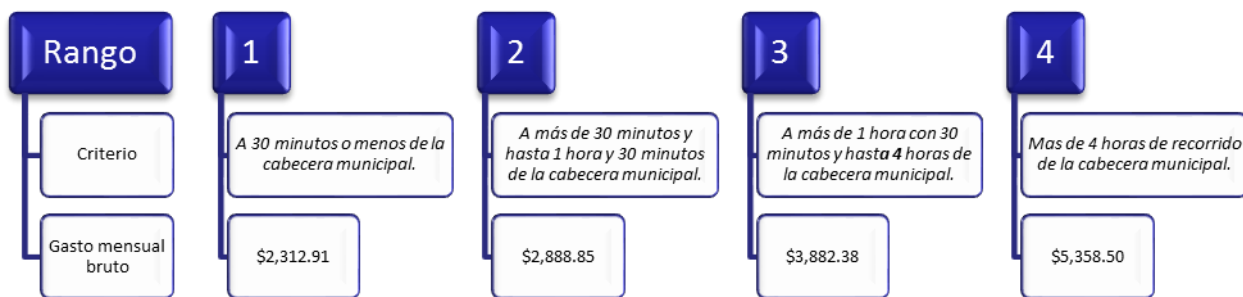 Rango
Criterio
Gasto mensual
bruto
1
A 30 minutos o menos de la
cabecera municipal.
$2,312.91
2
A más de 30 minutos y
hasta 1 hora y 30 minutos
de la cabecera municipal.
$2,888.85
3
A más de 1 hora con 30
minutos y hasta 4 horas de
la cabecera municipal.
$3,882.38
4
Mas de 4 horas de recorrido
de la cabecera municipal.
$5,358.50